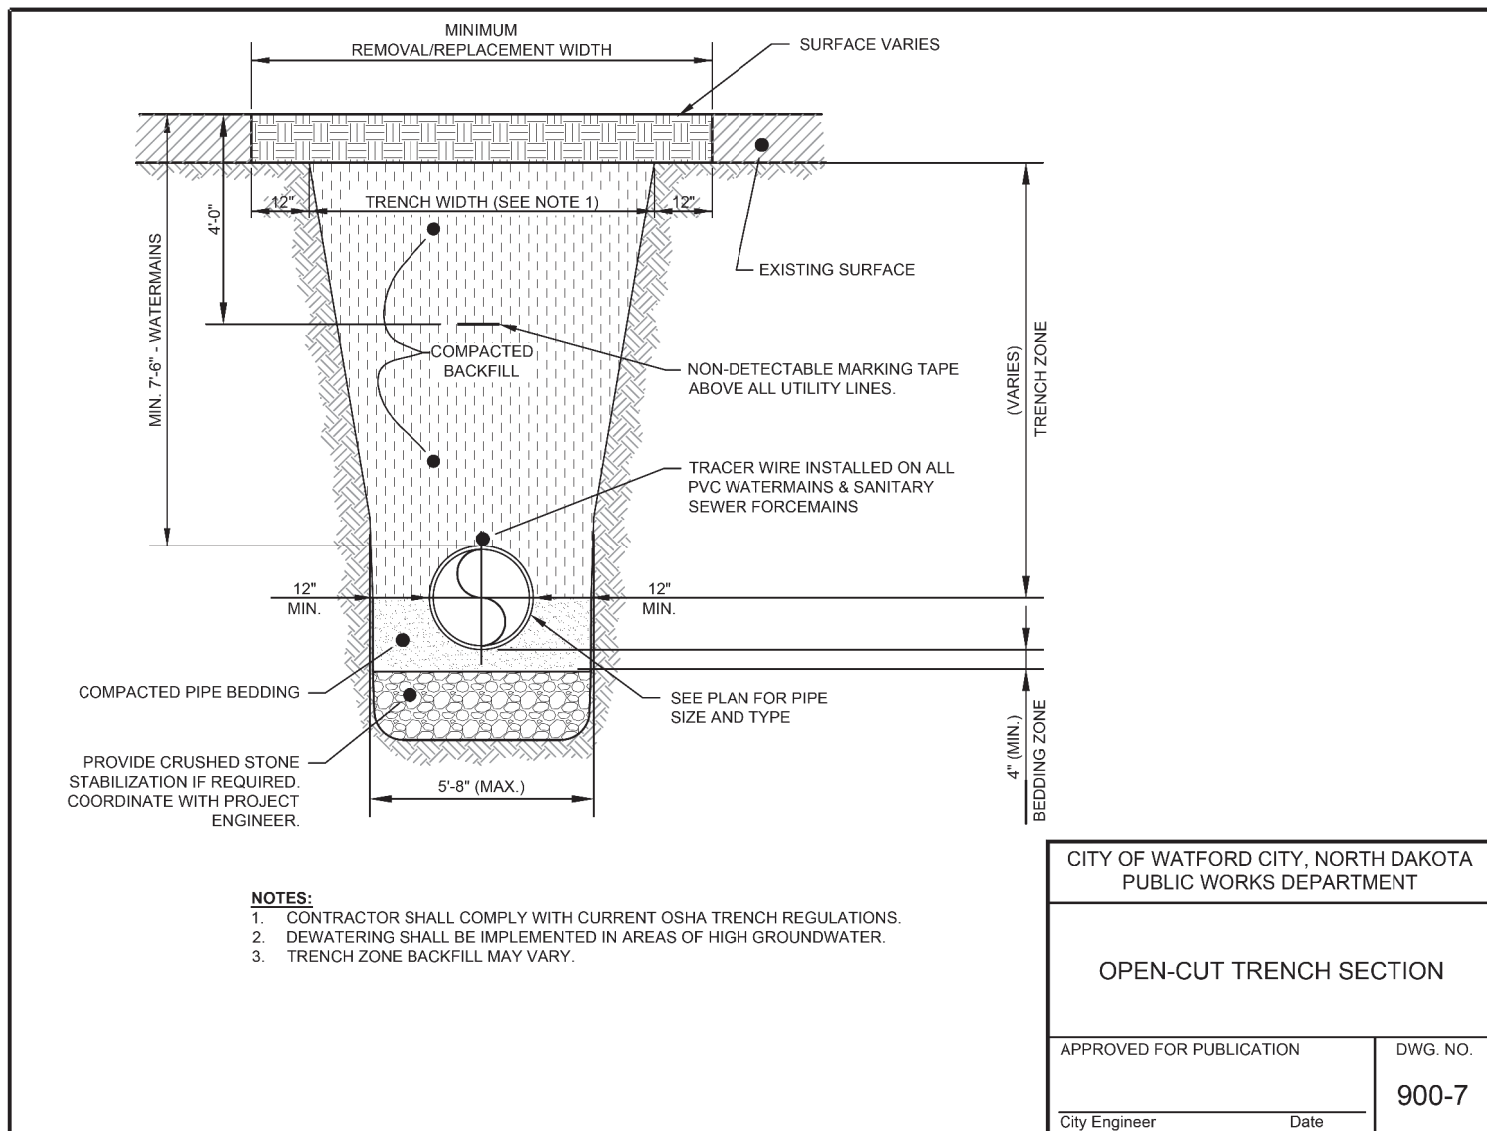 MINIMUM
REMOVAL/REPLACEMENT WIDTH
SURFACE VARIES
12"
TRENCH WIDTH (SEE NOTE 1)
12"
4'-0"
MIN. 7'-6" - WATERMAINS
EXISTING SURFACE
COMPACTED
BACKFILL
NON-DETECTABLE MARKING TAPE
ABOVE ALL UTILITY LINES.
(VARIES)
TRENCH ZONE
TRACER WIRE INSTALLED ON ALL
PVC WATERMAINS & SANITARY
SEWER FORCEMAINS
12"
MIN.
12"
MIN.
COMPACTED PIPE BEDDING
SEE PLAN FOR PIPE
SIZE AND TYPE
PROVIDE CRUSHED STONE
STABILIZATION IF REQUIRED.
COORDINATE WITH PROJECT
ENGINEER.
5'-8" (MAX.)
4" (MIN.)
BEDDING ZONE
NOTES:
1. CONTRACTOR SHALL COMPLY WITH CURRENT OSHA TRENCH REGULATIONS.
2. DEWATERING SHALL BE IMPLEMENTED IN AREAS OF HIGH GROUNDWATER.
3. TRENCH ZONE BACKFILL MAY VARY.
CITY OF WATFORD CITY, NORTH DAKOTA
PUBLIC WORKS DEPARTMENT
OPEN-CUT TRENCH SECTION
APPROVED FOR PUBLICATION
City Engineer Date
DWG. NO.
900-7